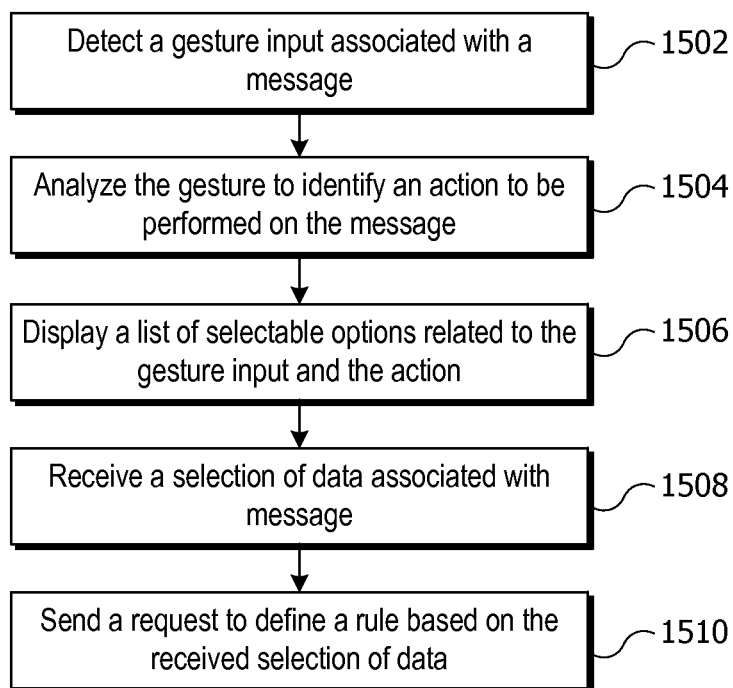 Detect a gesture input associated with a
message
1502
Analyze the gesture to identify an action to be
performed on the message
1504
Display a list of selectable options related to the
gesture input and the action
1506
Receive a selection of data associated with
message
1508
Send a request to define a rule based on the
received selection of data
1510